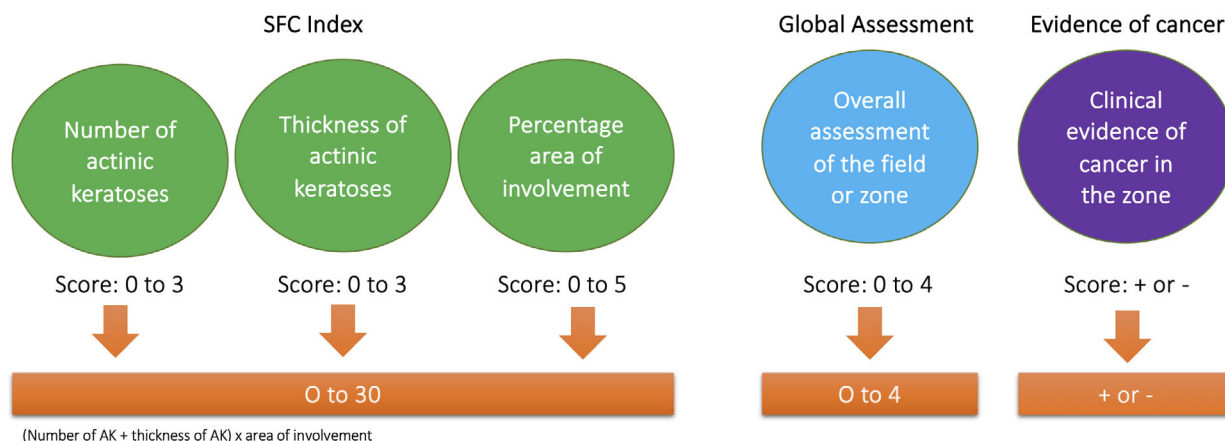 SFC Index
Global Assessment
Evidence of cancer
Number of
actinic
keratoses
Thickness of
actinic
keratoses
Percentage
area of
involvement
Overall
assessment
of the field
or zone
Clinical
evidence of
cancer in
the zone
Score: 0 to 3
Score: 0 to 3
Score: 0 to 5
Score: 0 to 4
Score: + or -
O to 30
O to 4
+ or -
(Number of AK + thickness of AK) x area of involvement